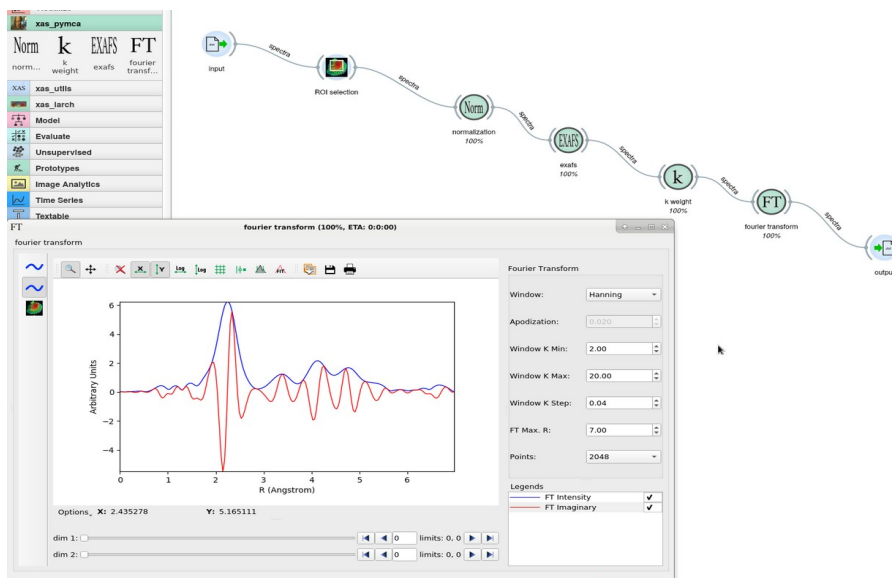 xas_pymca
Norm k EXAFS FT
norm... k weight exafs fourier transf...
XAS xas_utils
xas_larch
Model
Evaluate
Unsupervised
Prototypes
Image Analytics
Time Series
Textable
input
spectra
ROI selection
spectra
Norm
normalization
100%
spectra
EXAFS
exafs
100%
spectra
k
k weight
100%
spectra
FT
fourier transform
100%
spectra
output
FT fourier transform (100%, ETA: 0:0:00)
fourier transform
X Y Log Log FIT
Arbitrary Units
6
4
2
0
−2
−4
0 1 2 3 4 5 6
R (Angstrom)
Options X: 2.435278 Y: 5.165111
dim 1: 0 limits: 0, 0
dim 2: 0 limits: 0, 0
Fourier Transform
Window: Hanning
Apodization: 0.020
Window K Min: 2.00
Window K Max: 20.00
Window K Step: 0.04
FT Max. R: 7.00
Points: 2048
Legends
FT Intensity
FT Imaginary